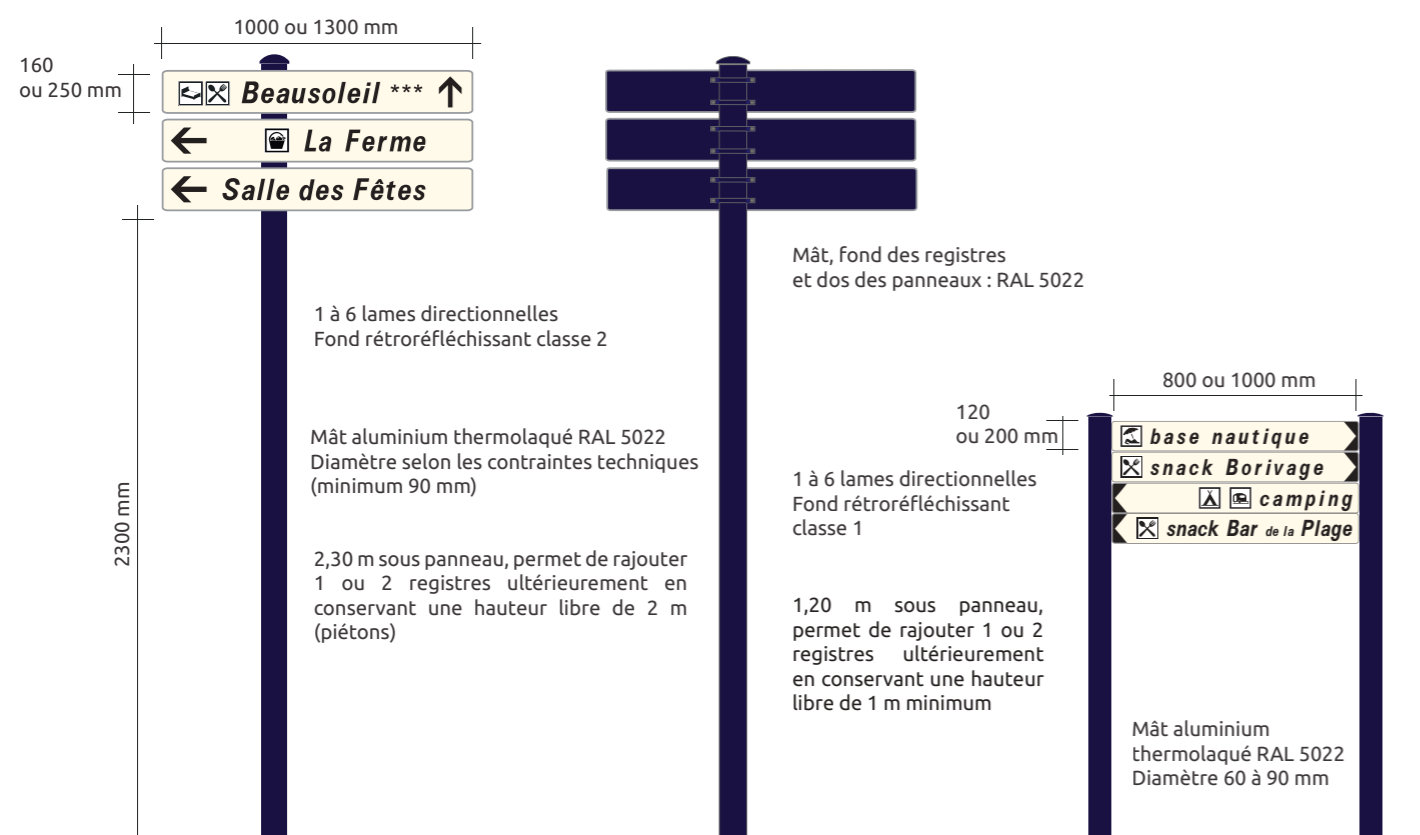 1000 ou 1300 mm
160
ou 250 mm
Beausoleil ***
La Ferme
Salle des Fêtes
2300 mm
1 à 6 lames directionnelles
Fond rétroréfléchissant classe 2
Mât aluminium thermolaqué RAL 5022
Diamètre selon les contraintes techniques
(minimum 90 mm)
2,30 m sous panneau, permet de rajouter
1 ou 2 registres ultérieurement en
conservant une hauteur libre de 2 m
(piétons)
Mât, fond des registres
et dos des panneaux : RAL 5022
800 ou 1000 mm
120
ou 200 mm
base nautique
snack Borivage
camping
snack Bar de la Plage
1 à 6 lames directionnelles
Fond rétroréfléchissant
classe 1
1,20 m sous panneau,
permet de rajouter 1 ou 2
registres ultérieurement
en conservant une hauteur
libre de 1 m minimum
Mât aluminium
thermolaqué RAL 5022
Diamètre 60 à 90 mm